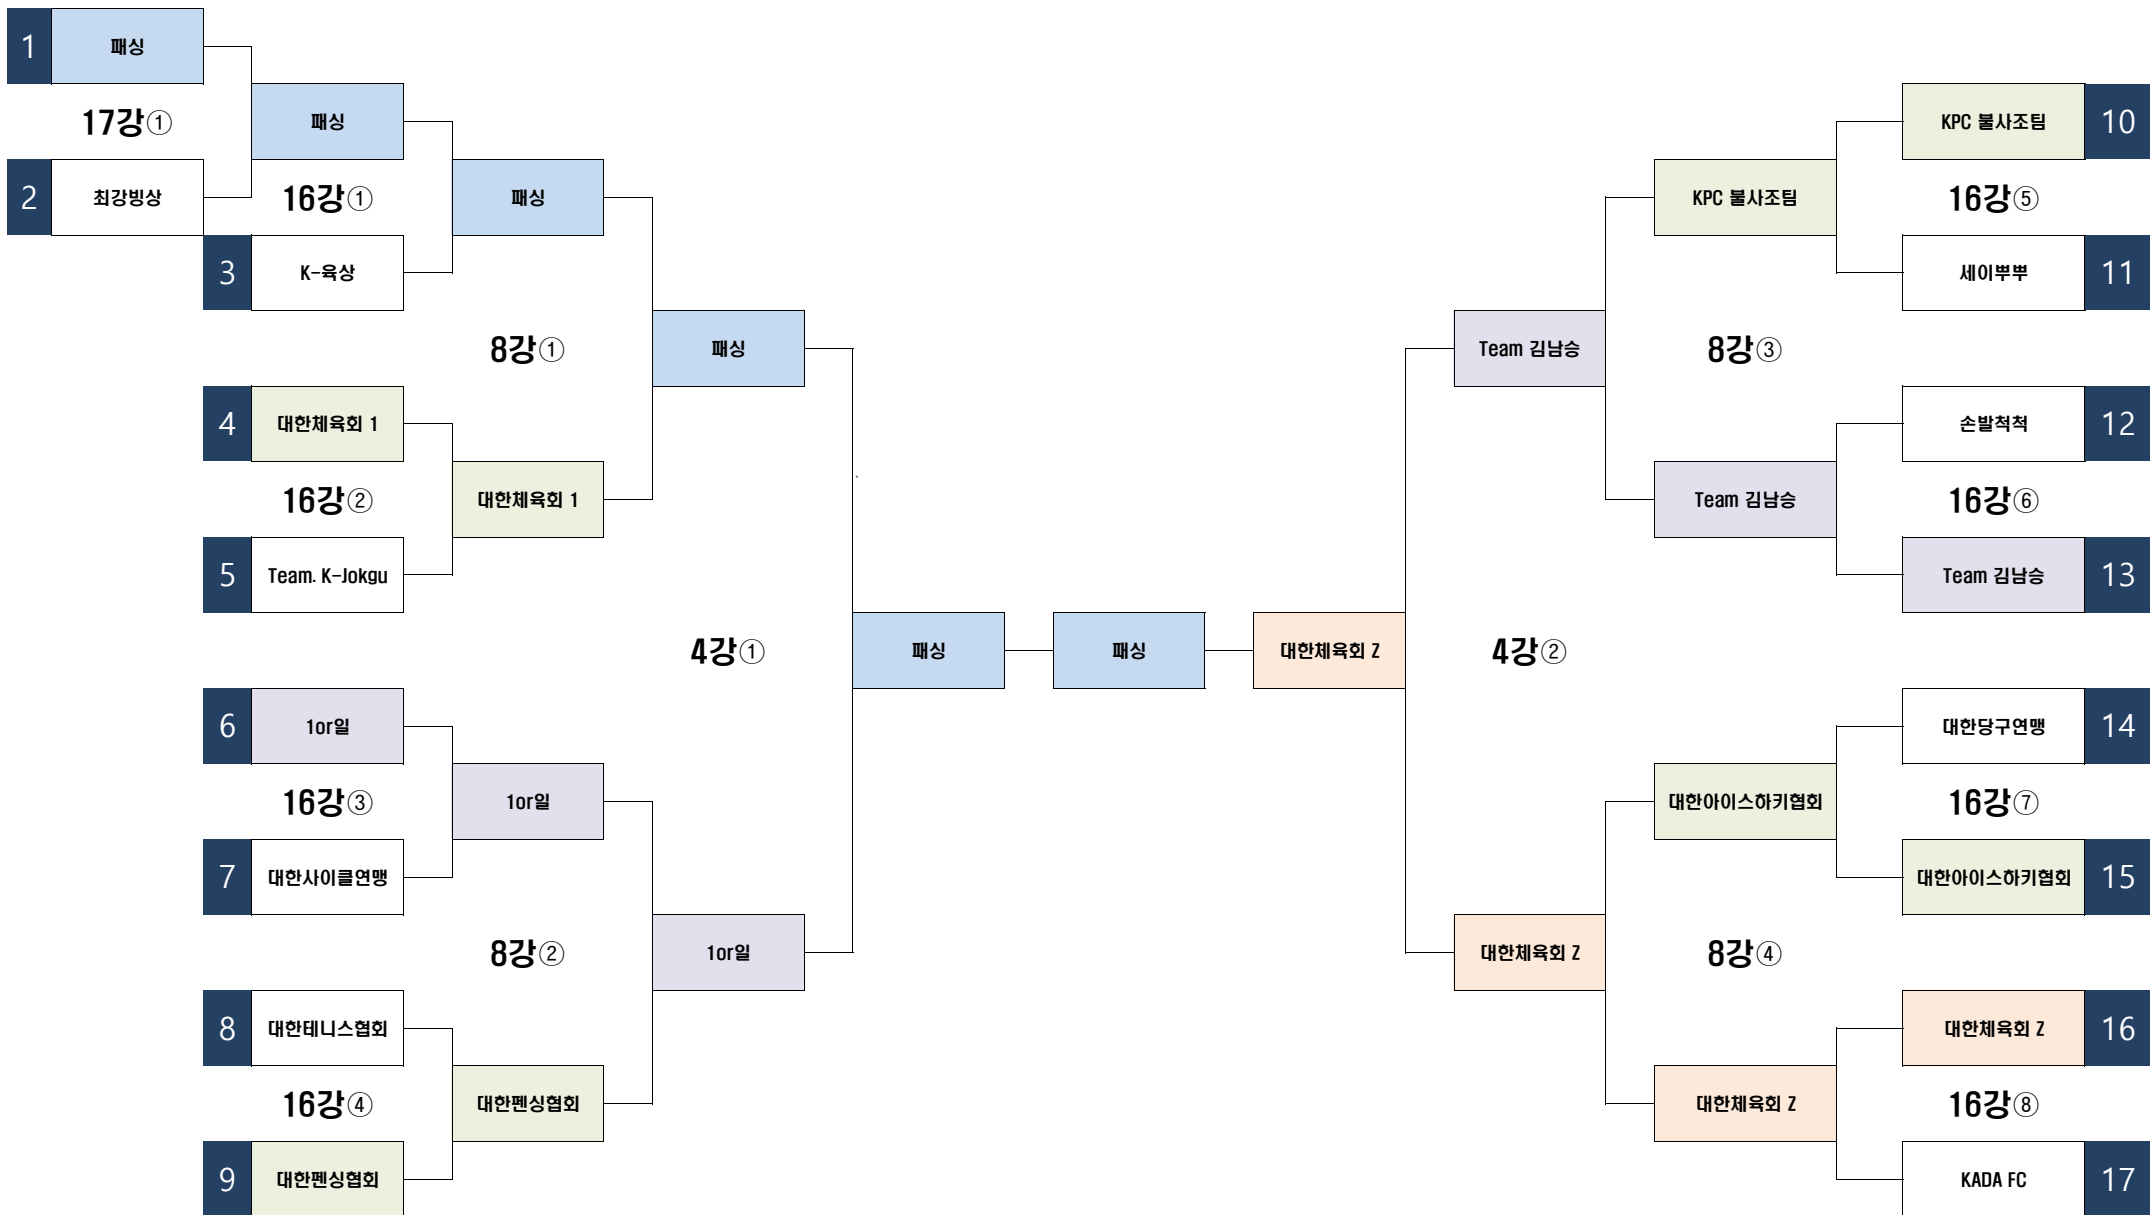 1 패싱
패싱
17강①
10 KPC 불사조팀
2 최강빙상
16강①
패싱
KPC 불사조팀
16강⑤
3 K-육상
세이뿌뿌 11
8강①
패싱
Team 김남승
8강③
4 대한체육회 1
손발척척 12
16강②
대한체육회 1
Team 김남승
16강⑥
5 Team. K-Jokgu
Team 김남승 13
4강①
패싱
패싱
대한체육회 Z
4강②
6 1or일
대한당구연맹 14
16강③
1or일
대한아이스하키협회
16강⑦
7 대한사이클연맹
대한아이스하키협회 15
8강②
1or일
대한체육회 Z
8강④
8 대한테니스협회
대한체육회 Z 16
16강④
대한펜싱협회
대한체육회 Z
16강⑧
9 대한펜싱협회
KADA FC 17